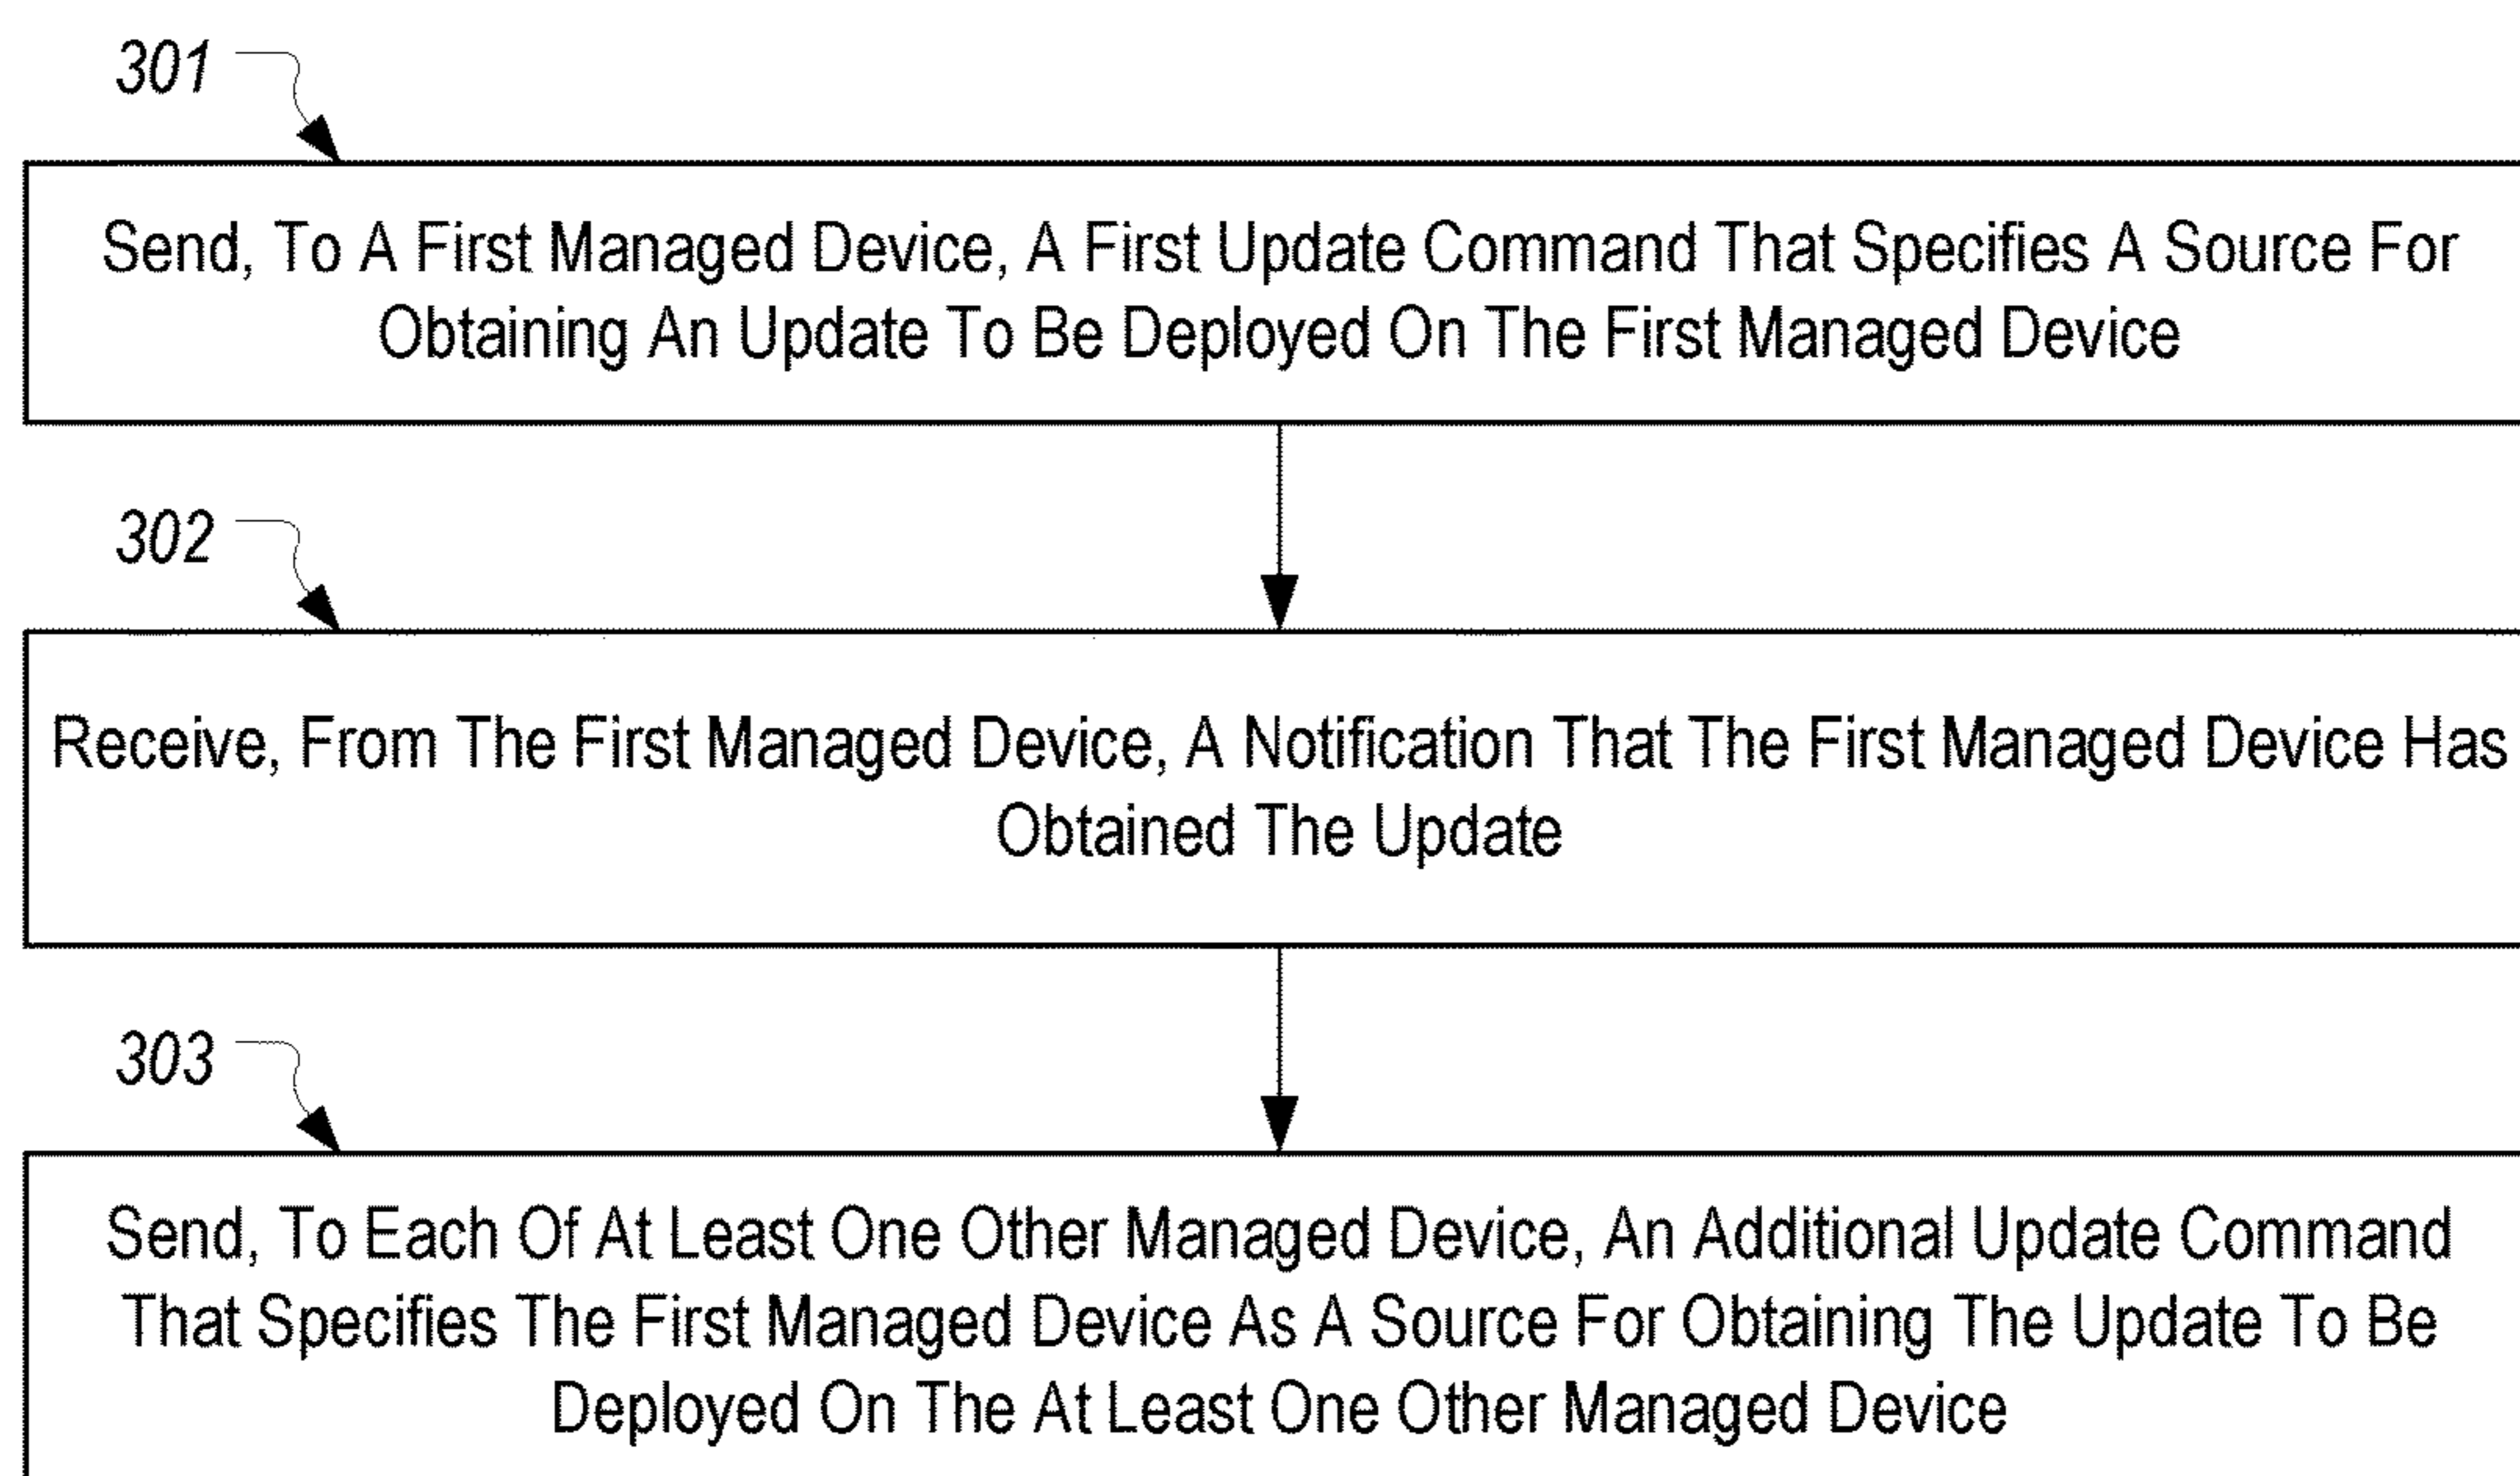 301
Send, To A First Managed Device, A First Update Command That Specifies A Source For
Obtaining An Update To Be Deployed On The First Managed Device
302
Receive, From The First Managed Device, A Notification That The First Managed Device Has
Obtained The Update
303
Send, To Each Of At Least One Other Managed Device, An Additional Update Command
That Specifies The First Managed Device As A Source For Obtaining The Update To Be
Deployed On The At Least One Other Managed Device